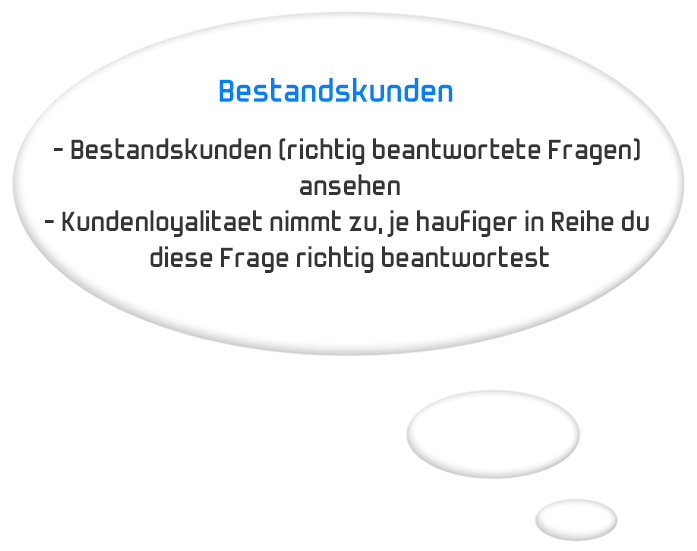 Bestandskunden
- Bestandskunden (richtig beantwortete Fragen)
ansehen
- Kundenloyalitaet nimmt zu, je haufiger in Reihe du
diese Frage richtig beantwortest